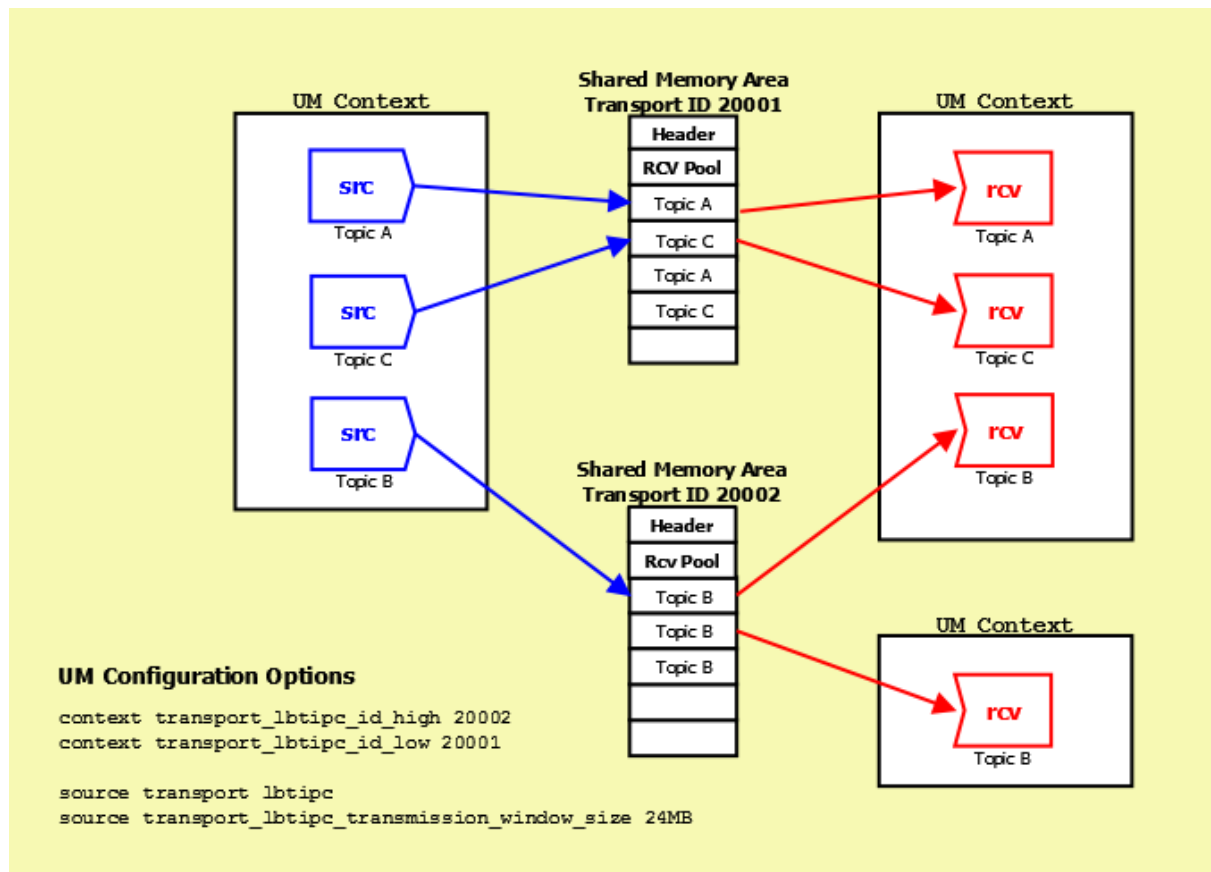 Shared Memory Area
Transport ID 20001
UM Context
UM Context
Header
RCV Pool
Topic A
Topic C
Topic A
Topic C
src
Topic A
src
Topic C
src
Topic B
rcv
Topic A
rcv
Topic C
rcv
Topic B
Shared Memory Area
Transport ID 20002
Header
Rcv Pool
Topic B
Topic B
Topic B
UM Context
rcv
Topic B
UM Configuration Options
context transport_lbtipc_id_high 20002
context transport_lbtipc_id_low 20001
source transport lbtipc
source transport_lbtipc_transmission_window_size 24MB